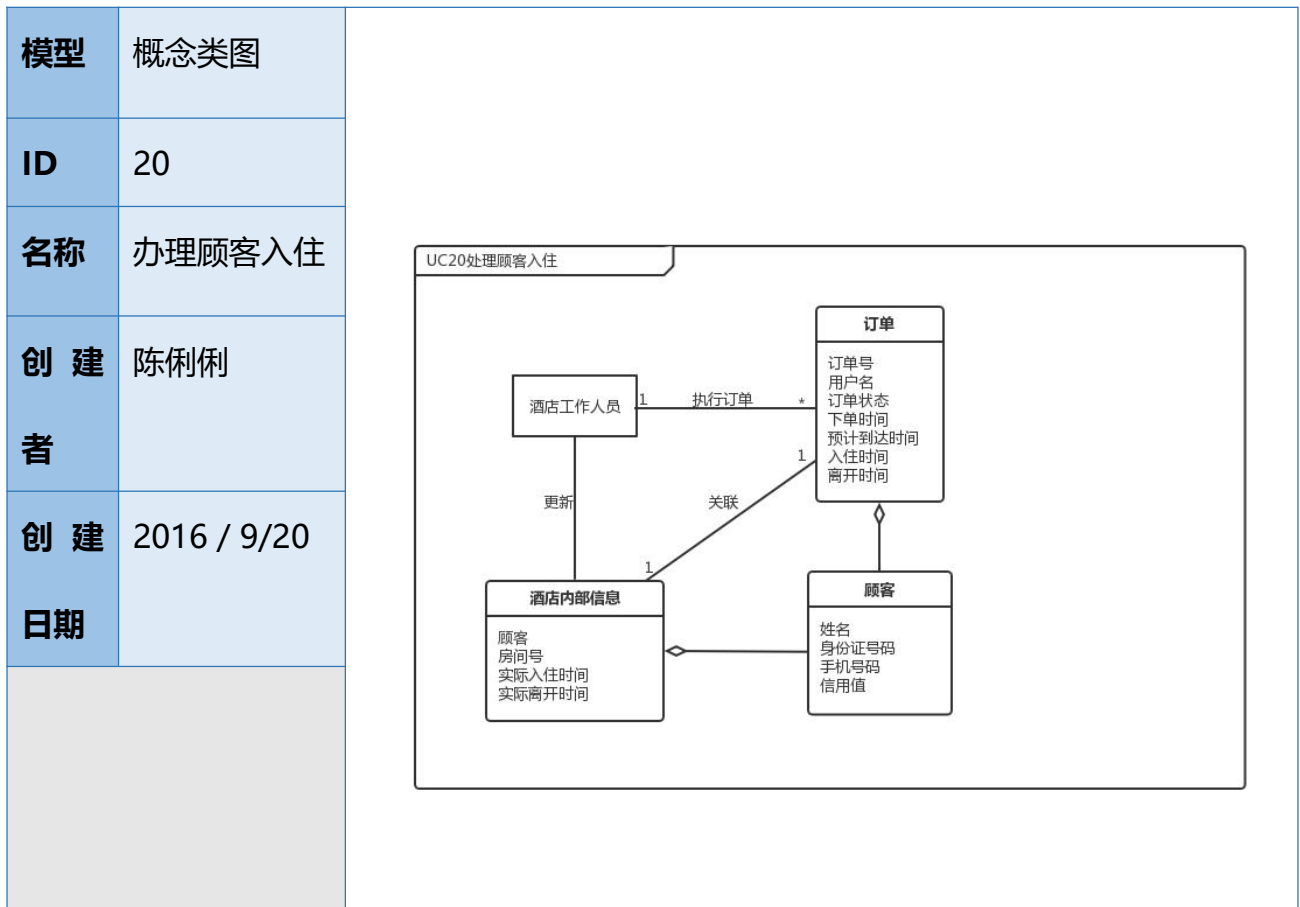 模型 概念类图
ID 20
名称 办理顾客入住
创 建
者
陈俐俐
创 建
日期
2016 / 9/20
UC20处理顾客入住
订单
订单号
用户名
订单状态
下单时间
预计到达时间
入住时间
离开时间
酒店工作人员
1 执行订单 *
1
更新
关联
1
酒店内部信息
顾客
房间号
实际入住时间
实际离开时间
顾客
姓名
身份证号码
手机号码
信用值